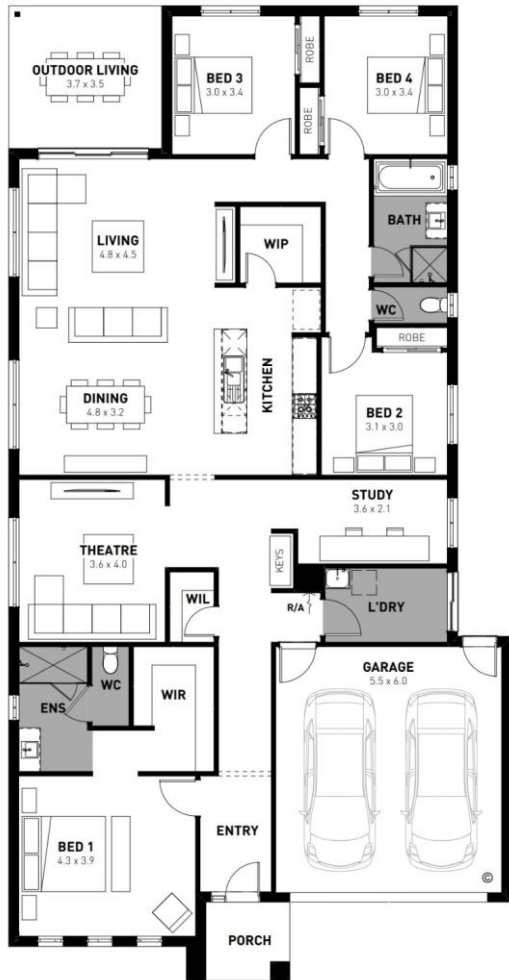 OUTDOOR LIVING
3.7 x 3.5
BED 3
3.0 x 3.4
ROBE
ROBE
BED 4
3.0 x 3.4
LIVING
4.8 x 4.5
WIP
BATH
WC
ROBE
DINING
4.8 x 3.2
KITCHEN
BED 2
3.1 x 3.0
THEATRE
3.6 x 4.0
STUDY
3.6 x 2.1
KEYS
WIL
R/A
L'DRY
ENS
WC
WIR
GARAGE
5.5 x 6.0
BED 1
4.3 x 3.9
ENTRY
PORCH
©